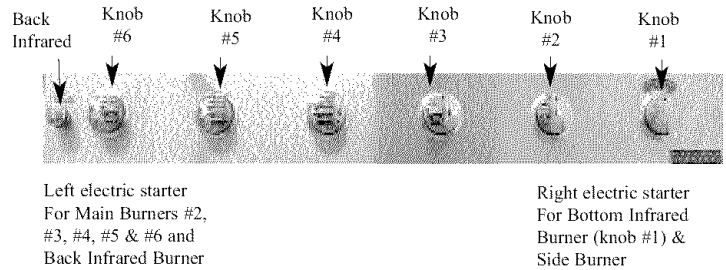 Back
Infrared
Knob
#6
Knob
#5
Knob
#4
Knob
#3
Knob
#2
Knob
#1
Left electric starter
For Main Burners #2,
#3, #4, #5 & #6 and
Back Infrared Burner
Right electric starter
For Bottom Infrared
Burner (knob #1) &
Side Burner